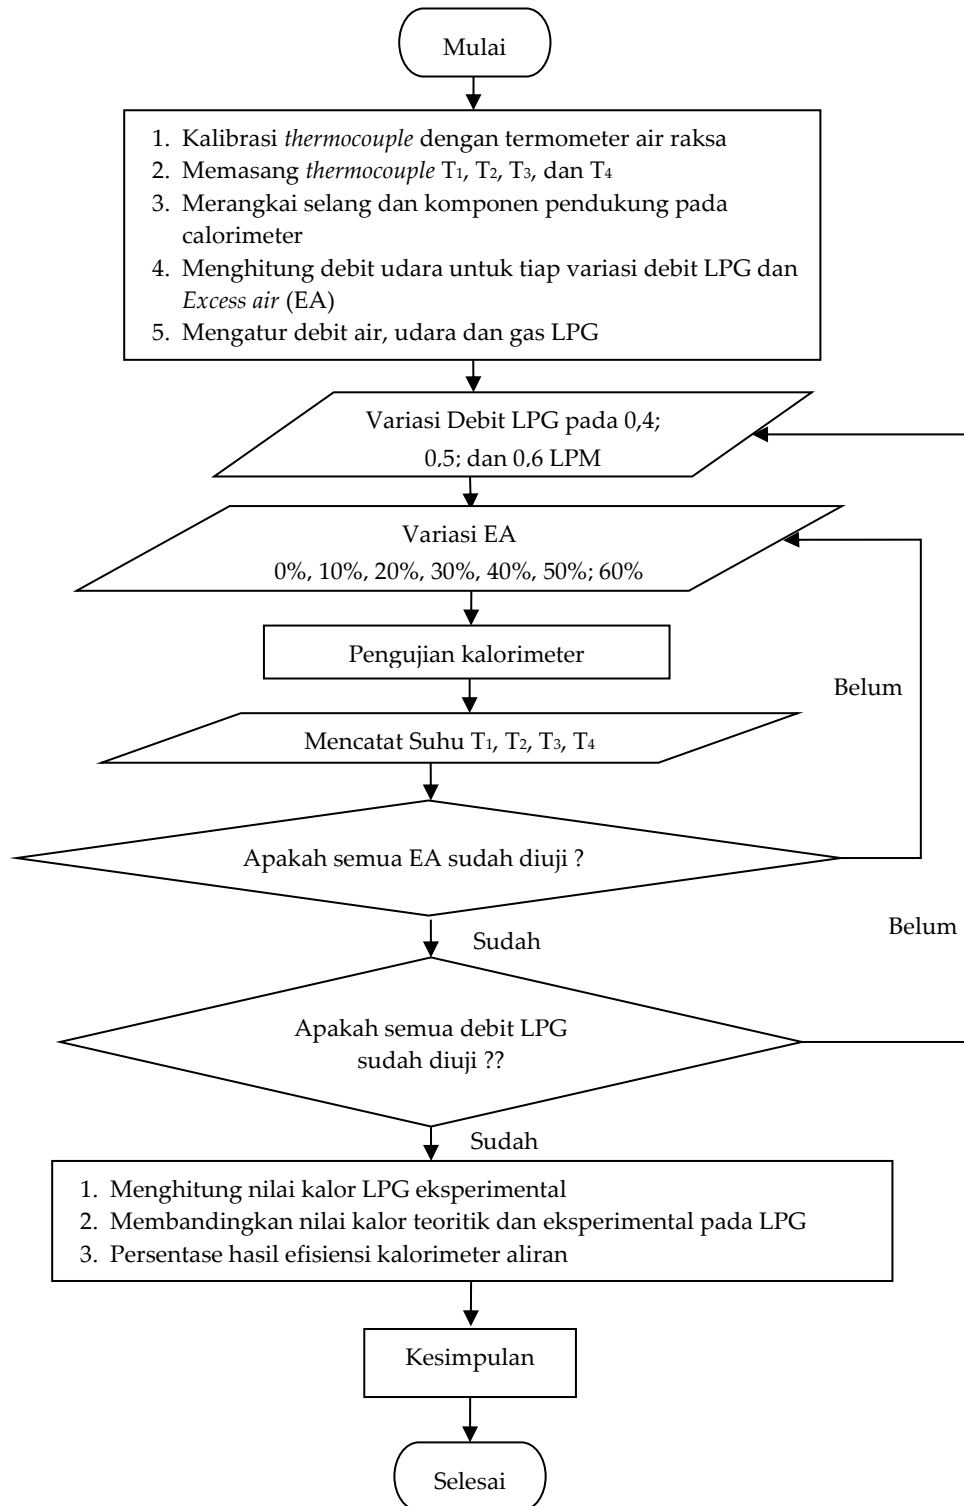 Mulai
1. Kalibrasi thermocouple dengan termometer air raksa
2. Memasang thermocouple T₁, T₂, T₃, dan T₄
3. Merangkai selang dan komponen pendukung pada
calorimeter
4. Menghitung debit udara untuk tiap variasi debit LPG dan
Excess air (EA)
5. Mengatur debit air, udara dan gas LPG
Variasi Debit LPG pada 0,4;
0,5; dan 0,6 LPM
Variasi EA
0%, 10%, 20%, 30%, 40%, 50%; 60%
Pengujian kalorimeter
Belum
Mencatat Suhu T₁, T₂, T₃, T₄
Apakah semua EA sudah diuji ?
Belum
Sudah
Apakah semua debit LPG
sudah diuji ??
Sudah
1. Menghitung nilai kalor LPG eksperimental
2. Membandingkan nilai kalor teoritik dan eksperimental pada LPG
3. Persentase hasil efisiensi kalorimeter aliran
Kesimpulan
Selesai